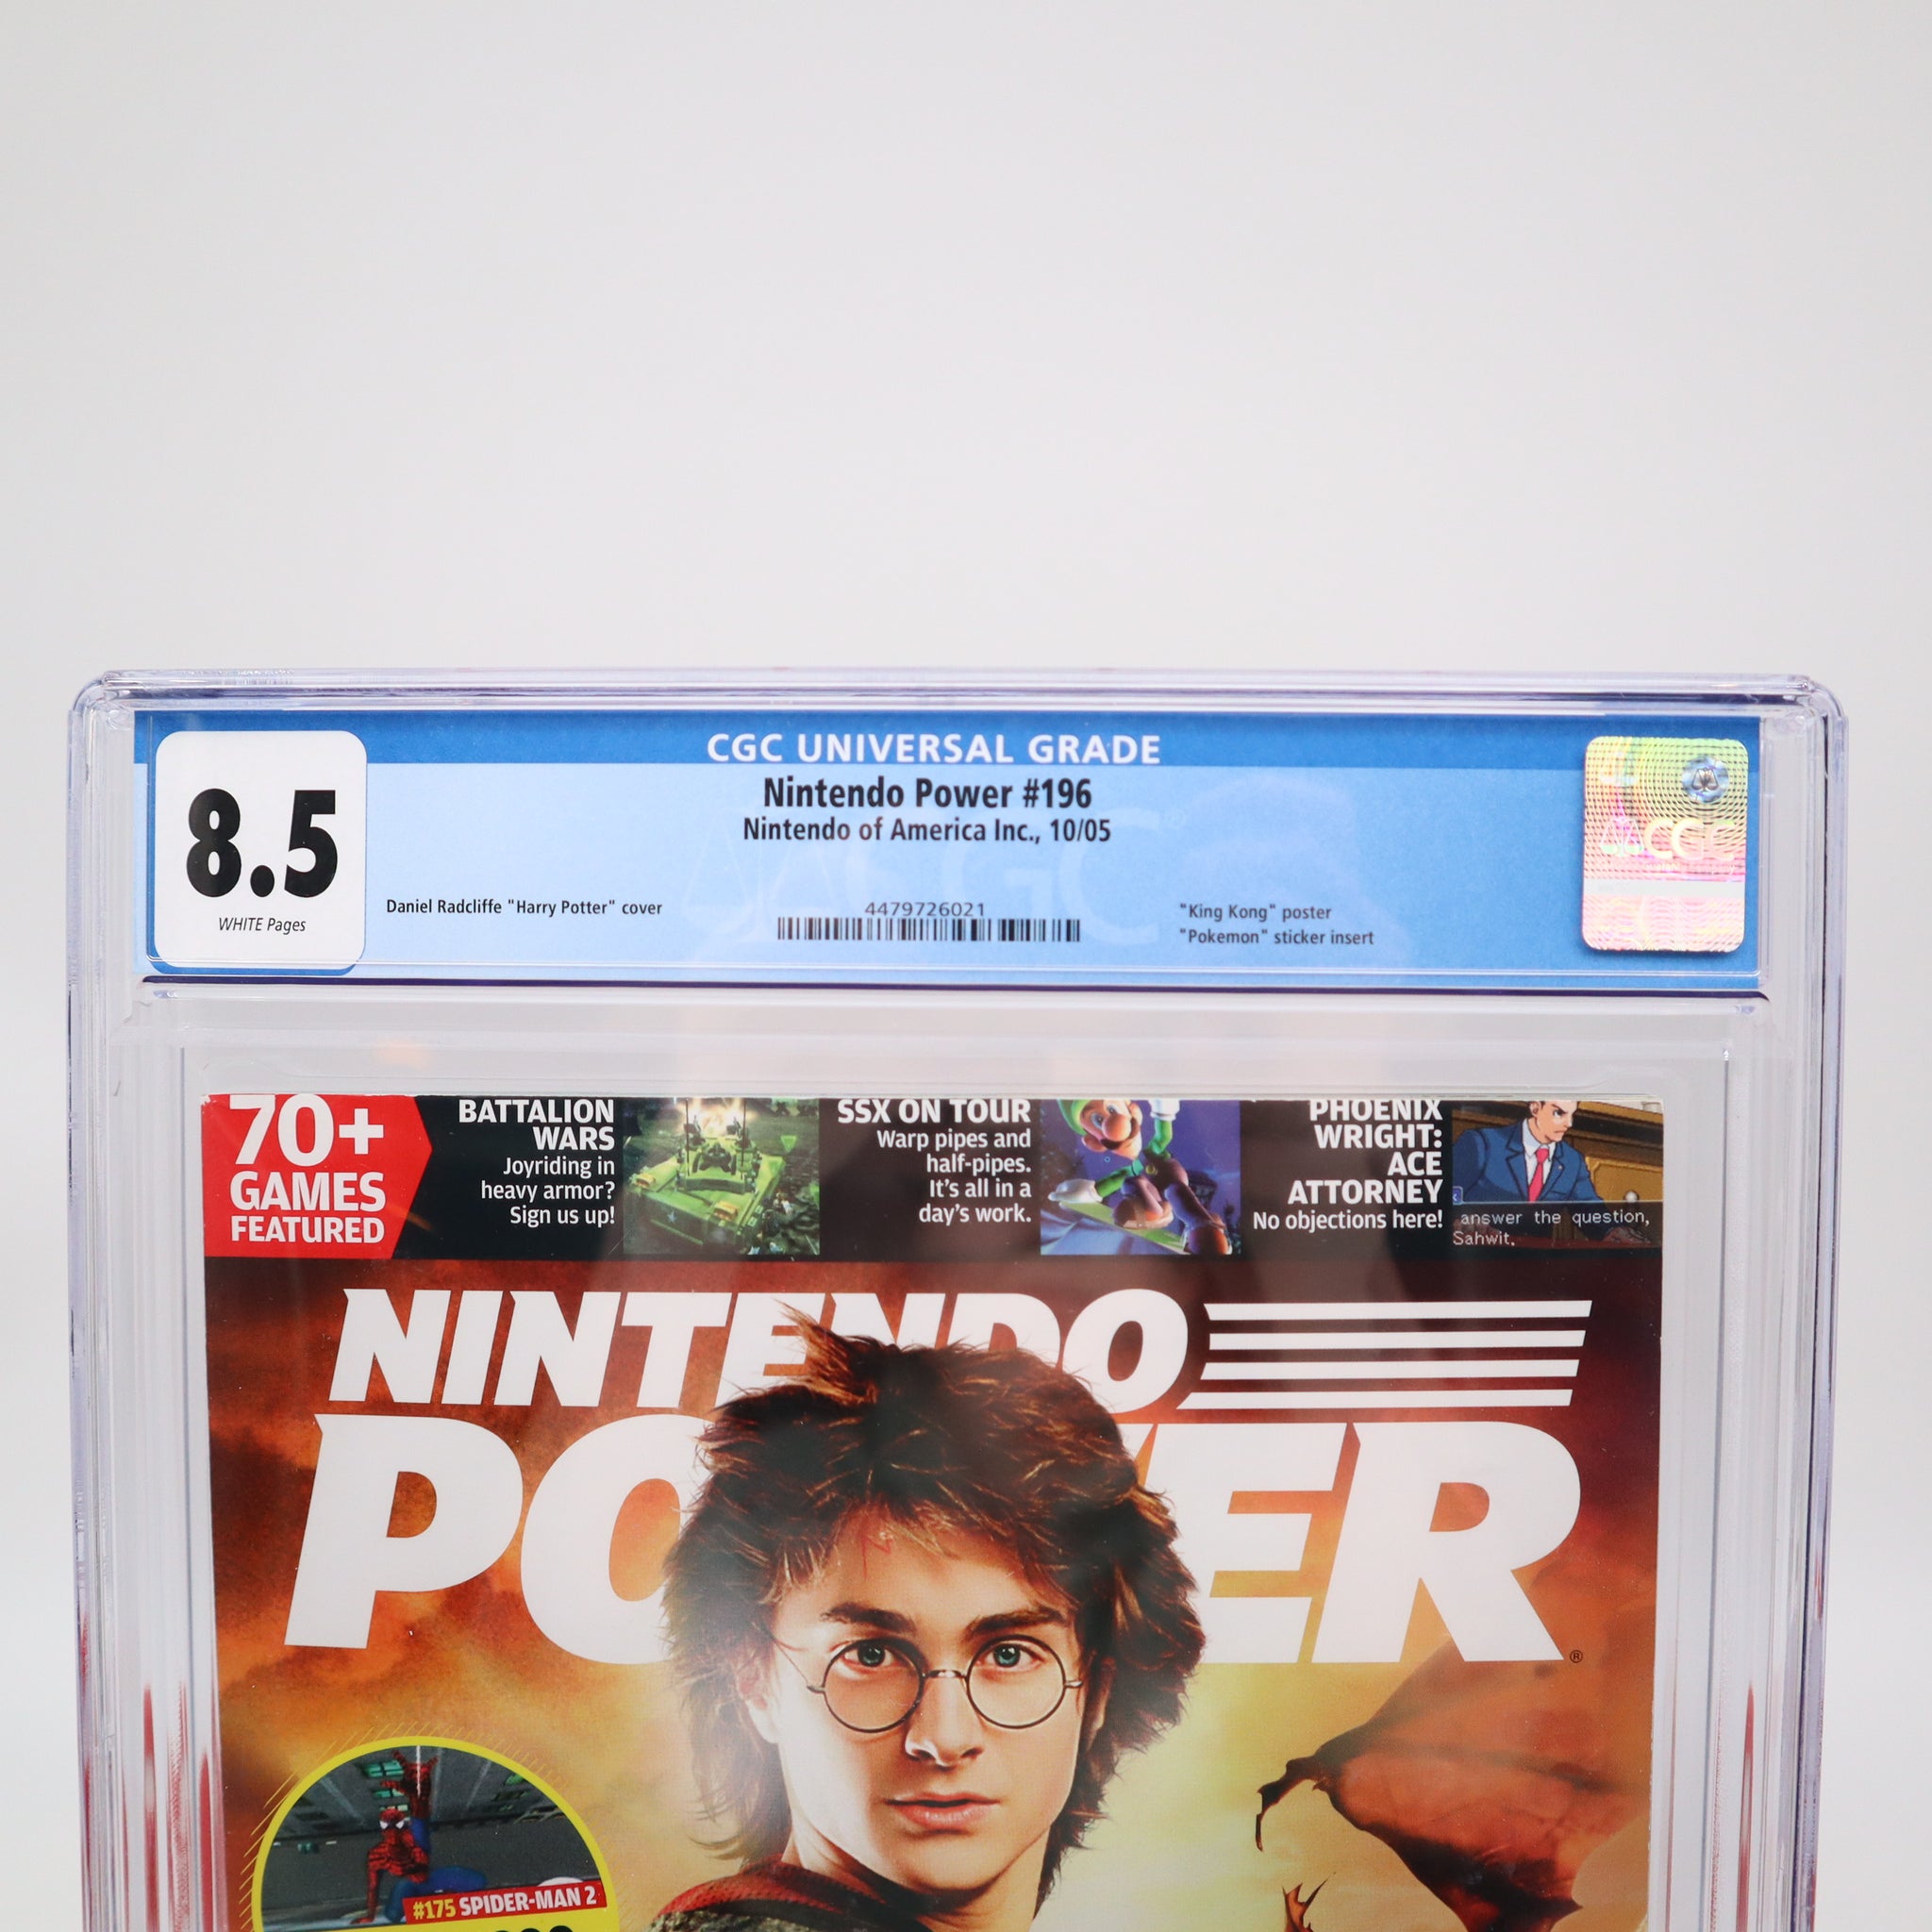 CGC UNIVERSAL GRADE
8.5
WHITE Pages
Nintendo Power #196
Nintendo of America Inc., 10/05
Daniel Radcliffe "Harry Potter" cover
4479726021
"King Kong" poster
"Pokemon" sticker insert
CGC
CGC
70+
GAMES
FEATURED
BATTALION
WARS
Joyriding in
heavy armor?
Sign us up!
SSX ON TOUR
Warp pipes and
half-pipes.
It's all in a
day's work.
PHOENIX
WRIGHT:
ACE
ATTORNEY
No objections here!
answer the question,
Sahwit.
NINTENDO
POWER®
#175 SPIDER-MAN 2